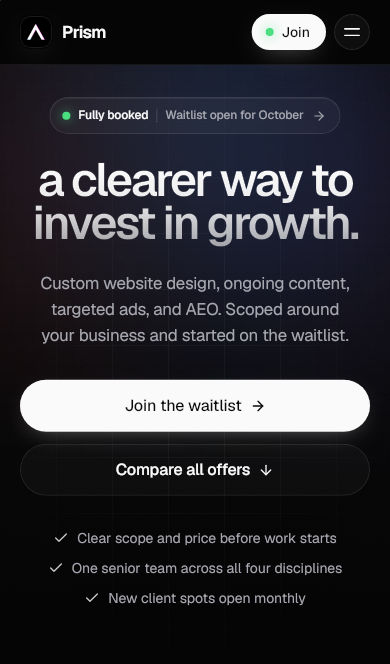 Prism
Join
Fully booked Waitlist open for October
a clearer way to
invest in growth.
Custom website design, ongoing content,
targeted ads, and AEO. Scoped around
your business and started on the waitlist.
Join the waitlist
Compare all offers
Clear scope and price before work starts
One senior team across all four disciplines
New client spots open monthly